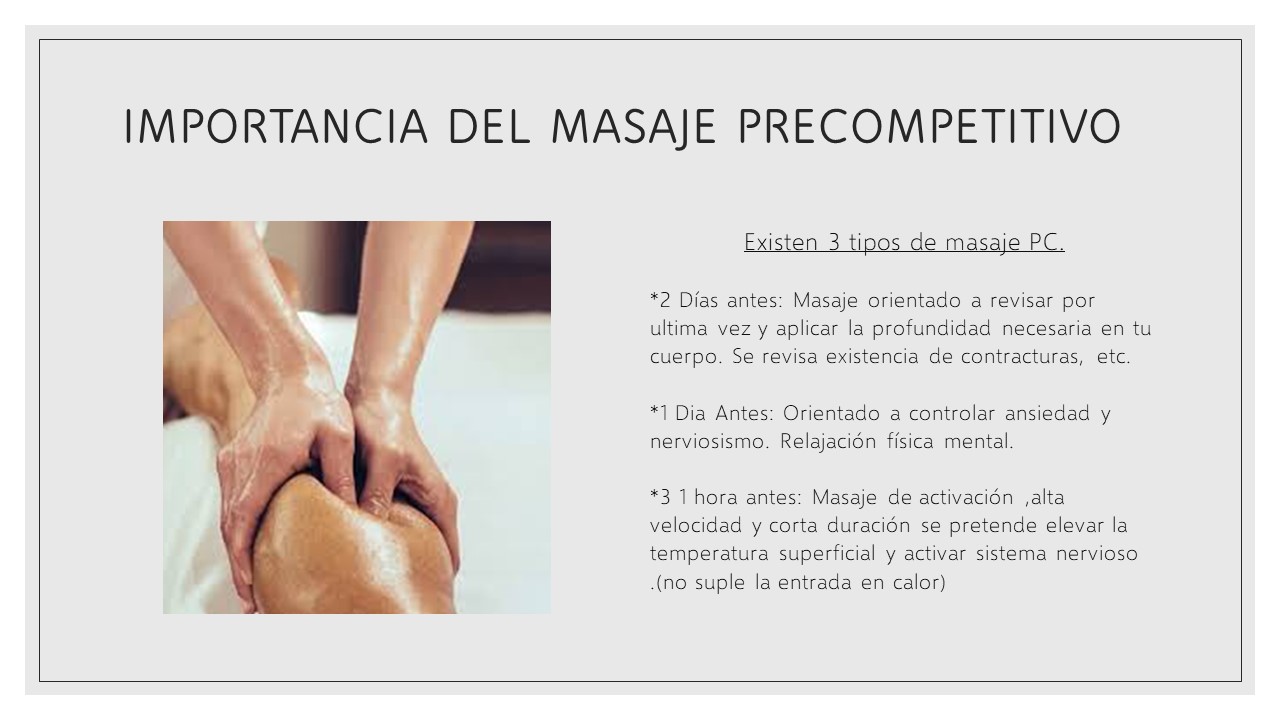 IMPORTANCIA DEL MASAJE PRECOMPETITIVO
Existen 3 tipos de masaje PC.
*2 Días antes: Masaje orientado a revisar por
ultima vez y aplicar la profundidad necesaria en tu
cuerpo. Se revisa existencia de contracturas, etc.
*1 Dia Antes: Orientado a controlar ansiedad y
nerviosismo. Relajación física mental.
*3 1 hora antes: Masaje de activación ,alta
velocidad y corta duración se pretende elevar la
temperatura superficial y activar sistema nervioso
.(no suple la entrada en calor)